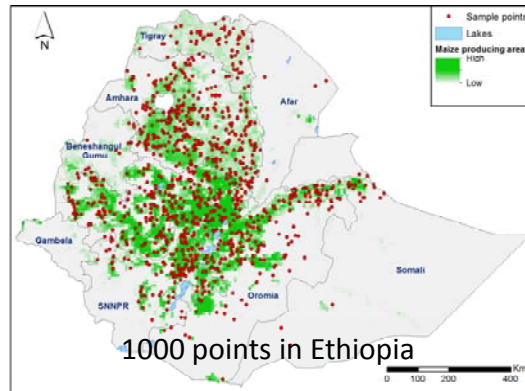 N
Sample points
Lakes
Maize producing area
High
Low
Tigray
Amhara
Afar
Beneshangul
Gumu
Gambela
SNNPR
Oromia
Somali
1000 points in Ethiopia
Km
0 100 200 400